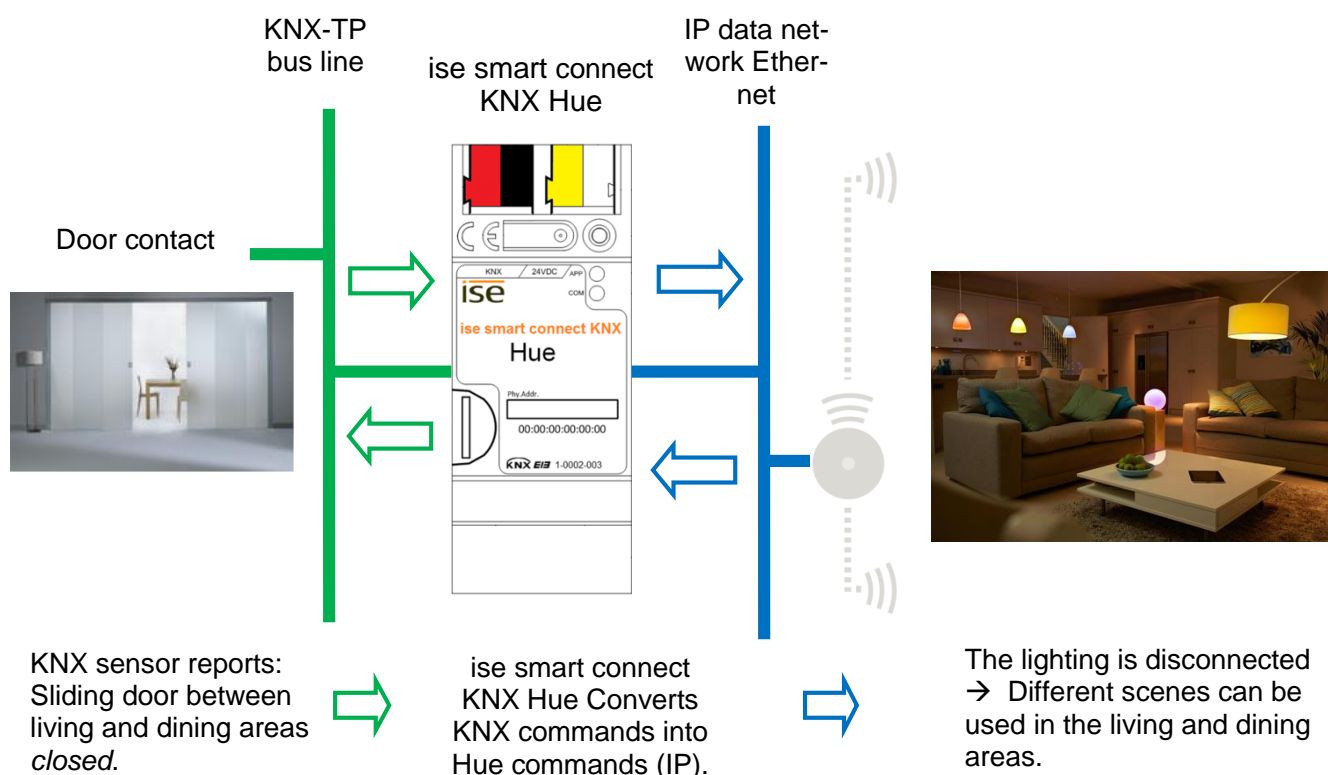 KNX-TP
bus line
ise smart connect
KNX Hue
IP data net-
work Ether-
net
Door contact
KNX
24VDC
APP
COM
ise
ise smart connect KNX
Hue
Phy.Addr.
00:00:00:00:00:00
KNX EIB 1-0002-003
KNX sensor reports:
Sliding door between
living and dining areas
closed.
ise smart connect
KNX Hue Converts
KNX commands into
Hue commands (IP).
The lighting is disconnected
→ Different scenes can be
used in the living and dining
areas.